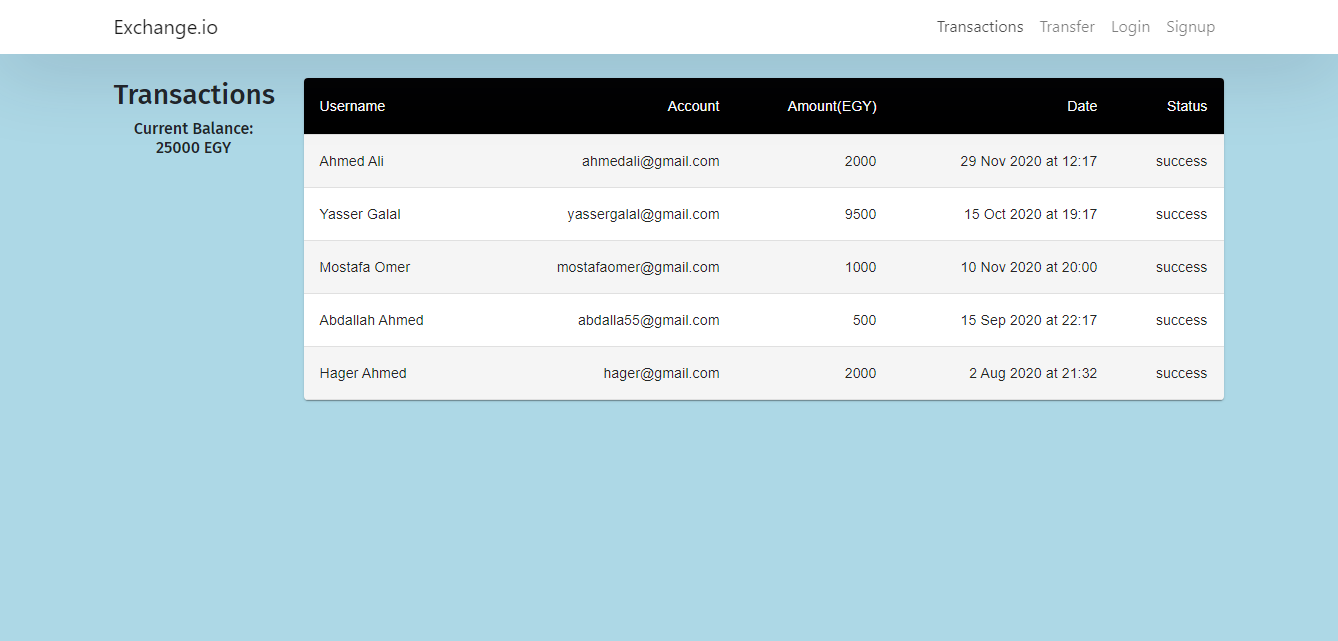 Exchange.io Transactions Transfer Login Signup
Transactions
Current Balance:
25000 EGY
Username Account Amount(EGY) Date Status
Ahmed Ali ahmedali@gmail.com 2000 29 Nov 2020 at 12:17 success
Yasser Galal yassergalal@gmail.com 9500 15 Oct 2020 at 19:17 success
Mostafa Omer mostafaomer@gmail.com 1000 10 Nov 2020 at 20:00 success
Abdallah Ahmed abdalla55@gmail.com 500 15 Sep 2020 at 22:17 success
Hager Ahmed hager@gmail.com 2000 2 Aug 2020 at 21:32 success